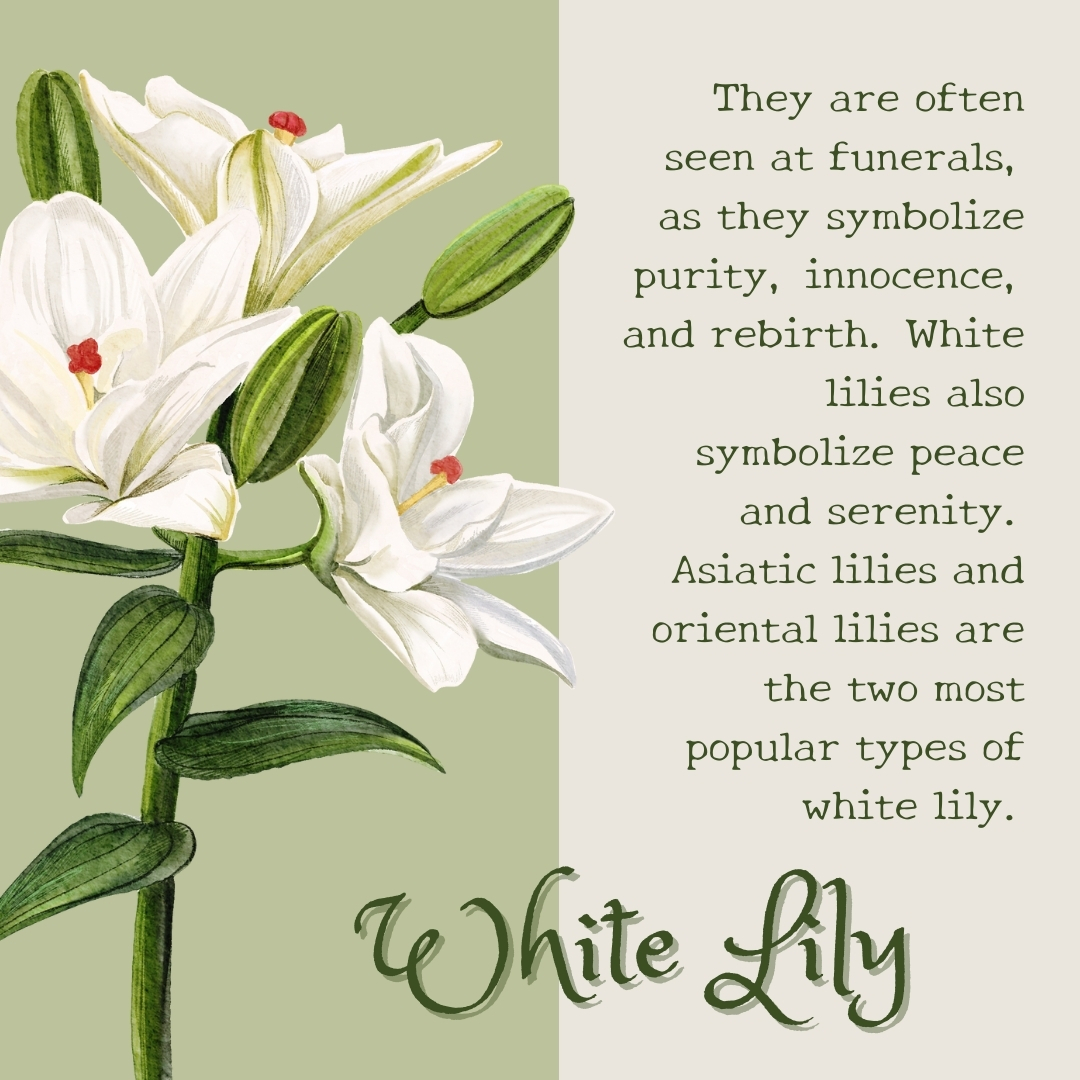 They are often
seen at funerals,
as they symbolize
purity, innocence,
and rebirth. White
lilies also
symbolize peace
and serenity.
Asiatic lilies and
oriental lilies are
the two most
popular types of
white lily.
White Lily